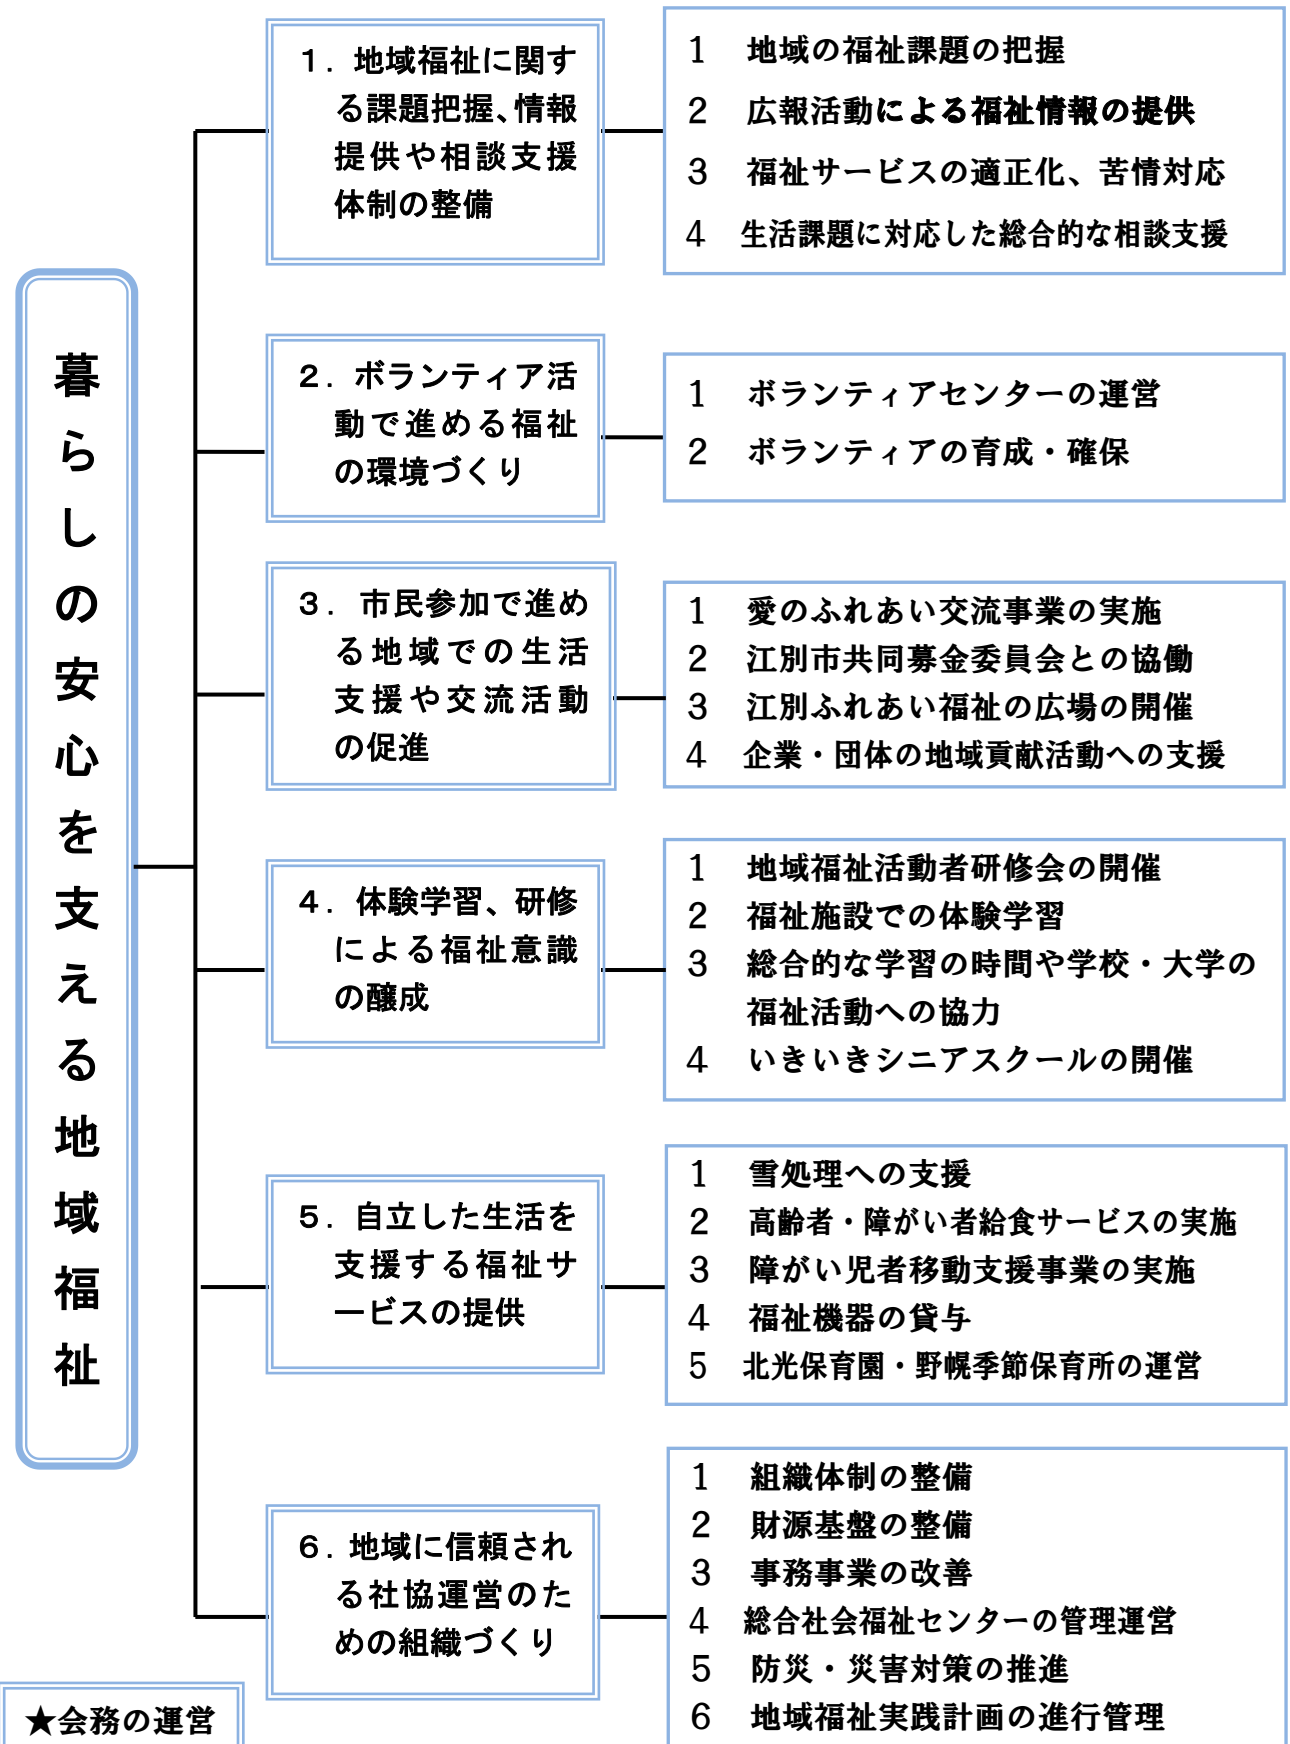 暮らしの安心を支える地域福祉
１．地域福祉に関す
る課題把握、情報
提供や相談支援
体制の整備
1　地域の福祉課題の把握
2　広報活動による福祉情報の提供
3　福祉サービスの適正化、苦情対応
4　生活課題に対応した総合的な相談支援
２．ボランティア活
動で進める福祉
の環境づくり
1　ボランティアセンターの運営
2　ボランティアの育成・確保
３．市民参加で進め
る地域での生活
支援や交流活動
の促進
1　愛のふれあい交流事業の実施
2　江別市共同募金委員会との協働
3　江別ふれあい福祉の広場の開催
4　企業・団体の地域貢献活動への支援
４．体験学習、研修
による福祉意識
の醸成
1　地域福祉活動者研修会の開催
2　福祉施設での体験学習
3　総合的な学習の時間や学校・大学の
福祉活動への協力
4　いきいきシニアスクールの開催
５．自立した生活を
支援する福祉サ
ービスの提供
1　雪処理への支援
2　高齢者・障がい者給食サービスの実施
3　障がい児者移動支援事業の実施
4　福祉機器の貸与
5　北光保育園・野幌季節保育所の運営
６．地域に信頼され
る社協運営のた
めの組織づくり
1　組織体制の整備
2　財源基盤の整備
3　事務事業の改善
4　総合社会福祉センターの管理運営
5　防災・災害対策の推進
6　地域福祉実践計画の進行管理
★会務の運営